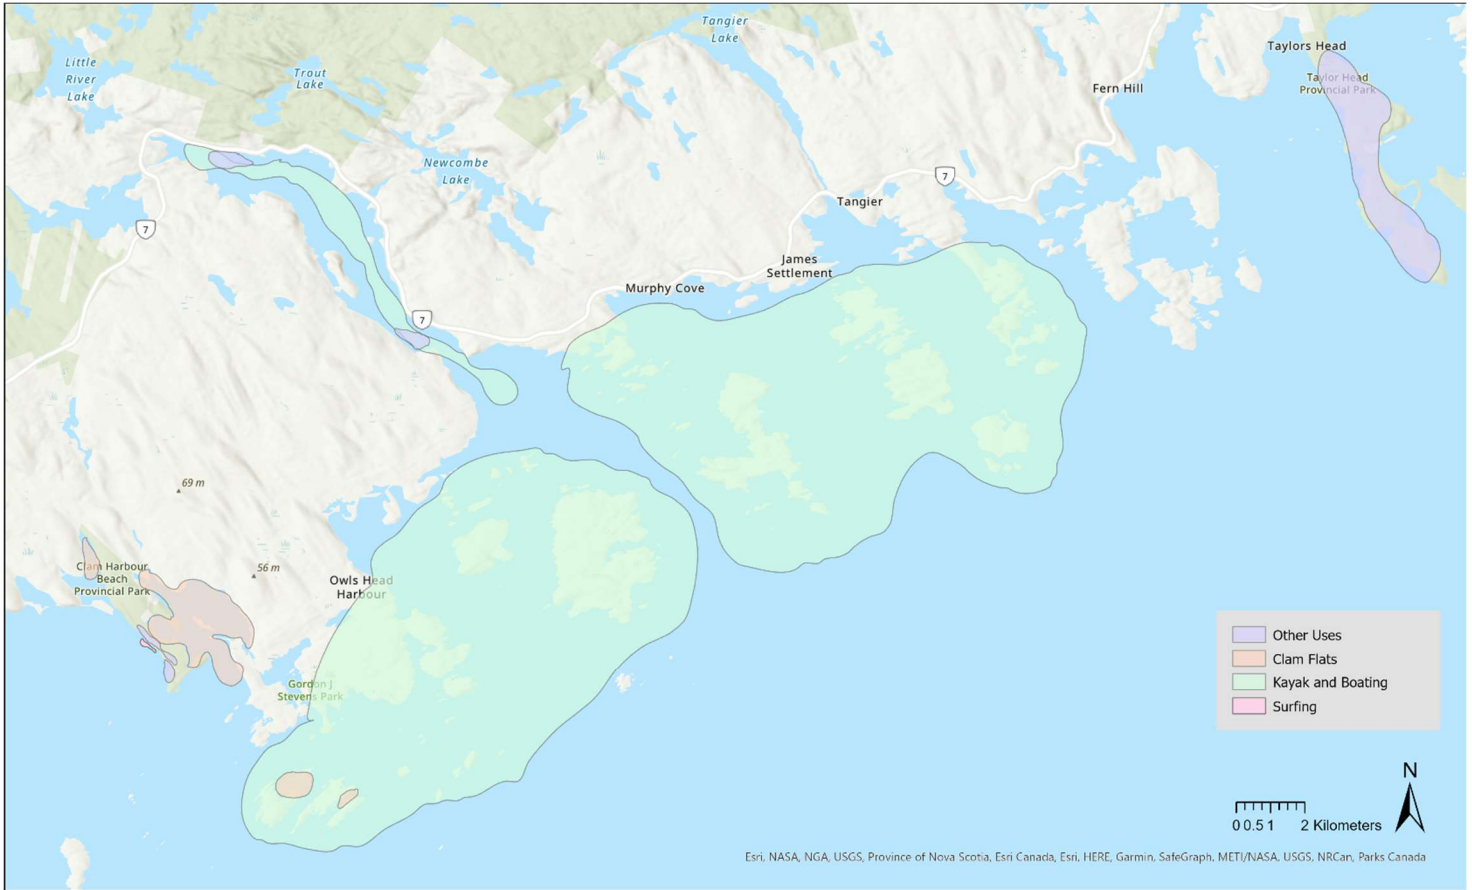 Tangier
Lake
Taylors Head
Little
River
Lake
Trout
Lake
Taylor Head
Provincial Park
Fern Hill
Newcombe
Lake
7
Tangier
7
James
Settlement
Murphy Cove
7
69 m
Clam Harbour
Beach
Provincial Park
56 m
Owls Head
Harbour
Gordon J
Stevens Park
Other Uses
Clam Flats
Kayak and Boating
Surfing
N
0 0.5 1 2 Kilometers
Esri, NASA, NGA, USGS, Province of Nova Scotia, Esri Canada, Esri, HERE, Garmin, SafeGraph, METI/NASA, USGS, NRCan, Parks Canada